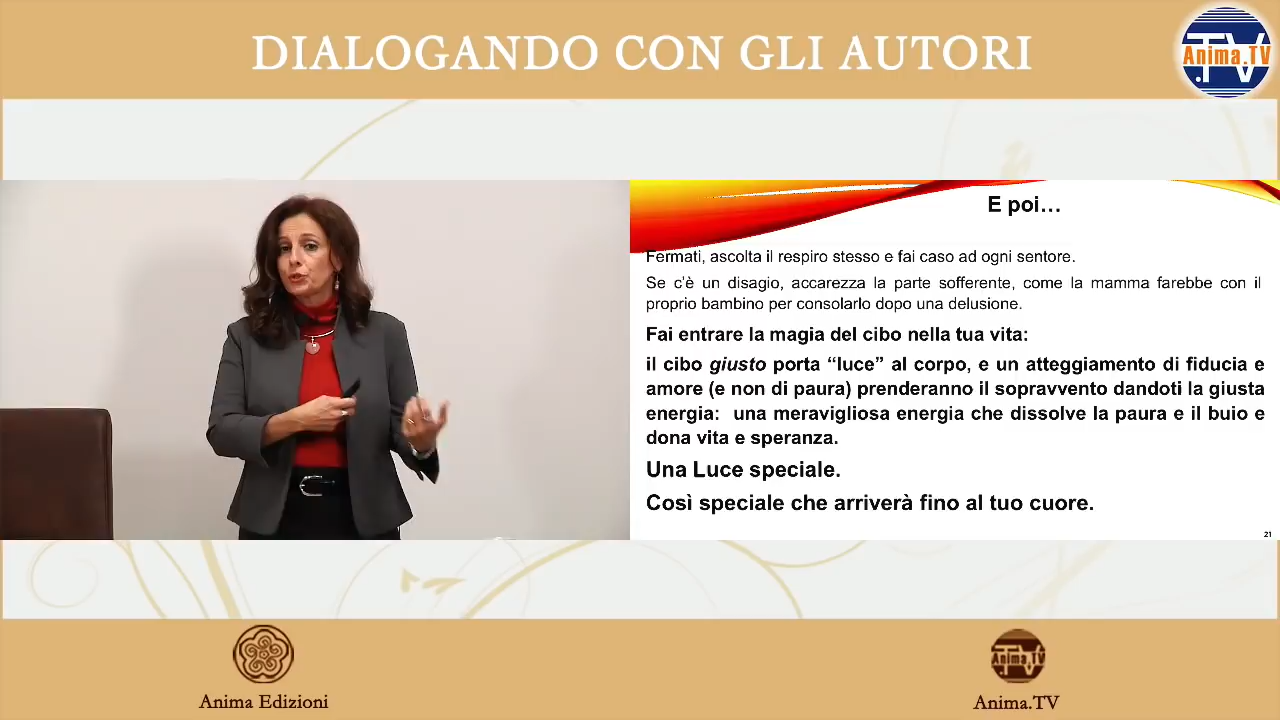 DIALOGANDO CON GLI AUTORI
Anima.TV
TV
E poi…
Fermati, ascolta il respiro stesso e fai caso ad ogni sentore.
Se c'è un disagio, accarezza la parte sofferente, come la mamma farebbe con il
proprio bambino per consolarlo dopo una delusione.
Fai entrare la magia del cibo nella tua vita:
il cibo giusto porta “luce” al corpo, e un atteggiamento di fiducia e
amore (e non di paura) prenderanno il sopravvento dandoti la giusta
energia: una meravigliosa energia che dissolve la paura e il buio e
dona vita e speranza.
Una Luce speciale.
Così speciale che arriverà fino al tuo cuore.
21
Anima Edizioni
Anima.TV
Anima.TV